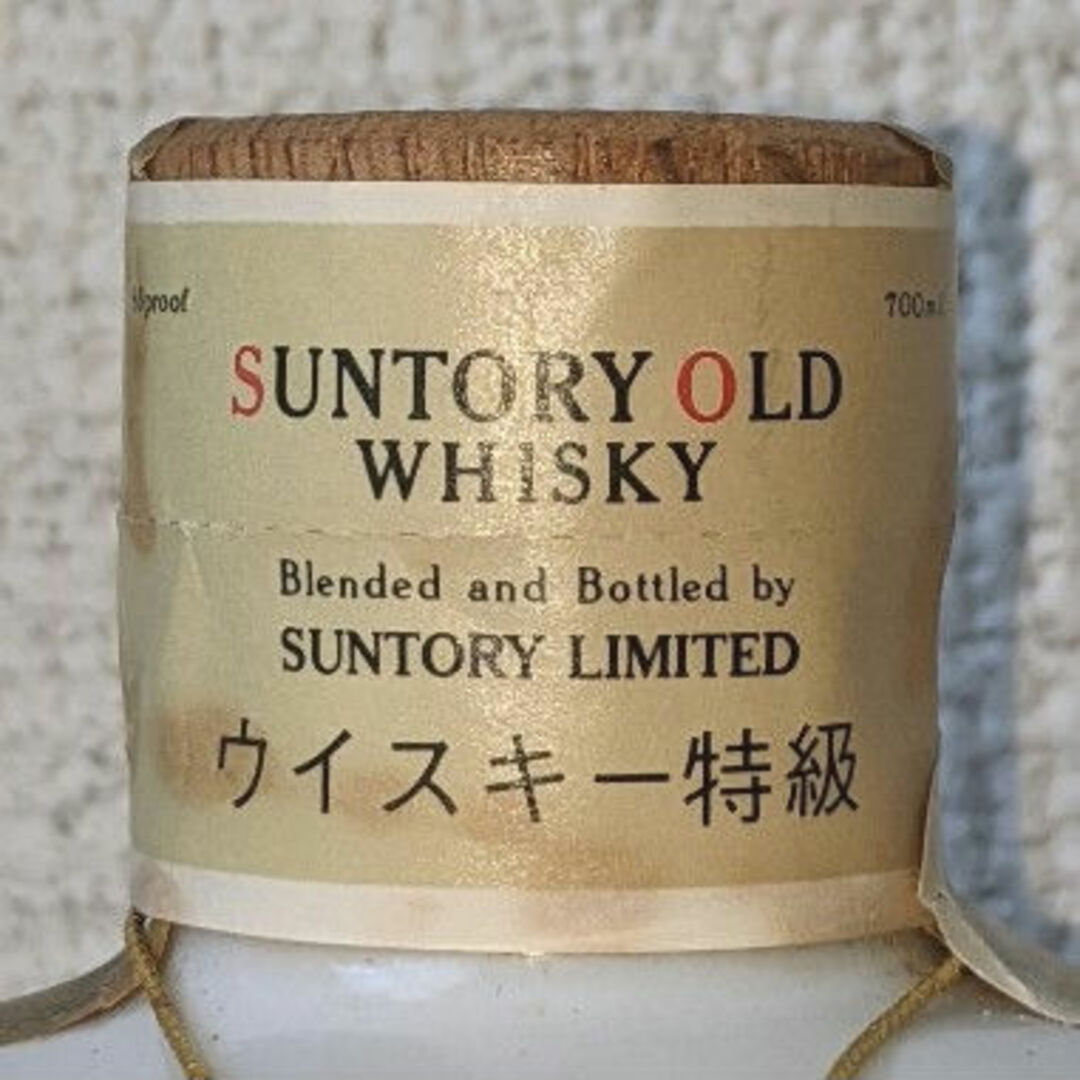 700ml
SUNTORY OLD
WHISKY
Blended and Bottled by
SUNTORY LIMITED
ウイスキー特級